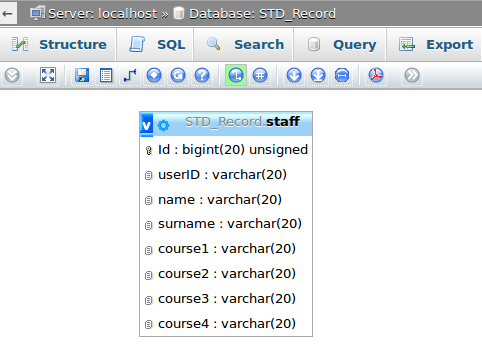 Server: localhost » Database: STD_Record
Structure SQL Search Query Export
v STD_Record.staff
Id : bigint(20) unsigned
userID : varchar(20)
name : varchar(20)
surname : varchar(20)
course1 : varchar(20)
course2 : varchar(20)
course3 : varchar(20)
course4 : varchar(20)